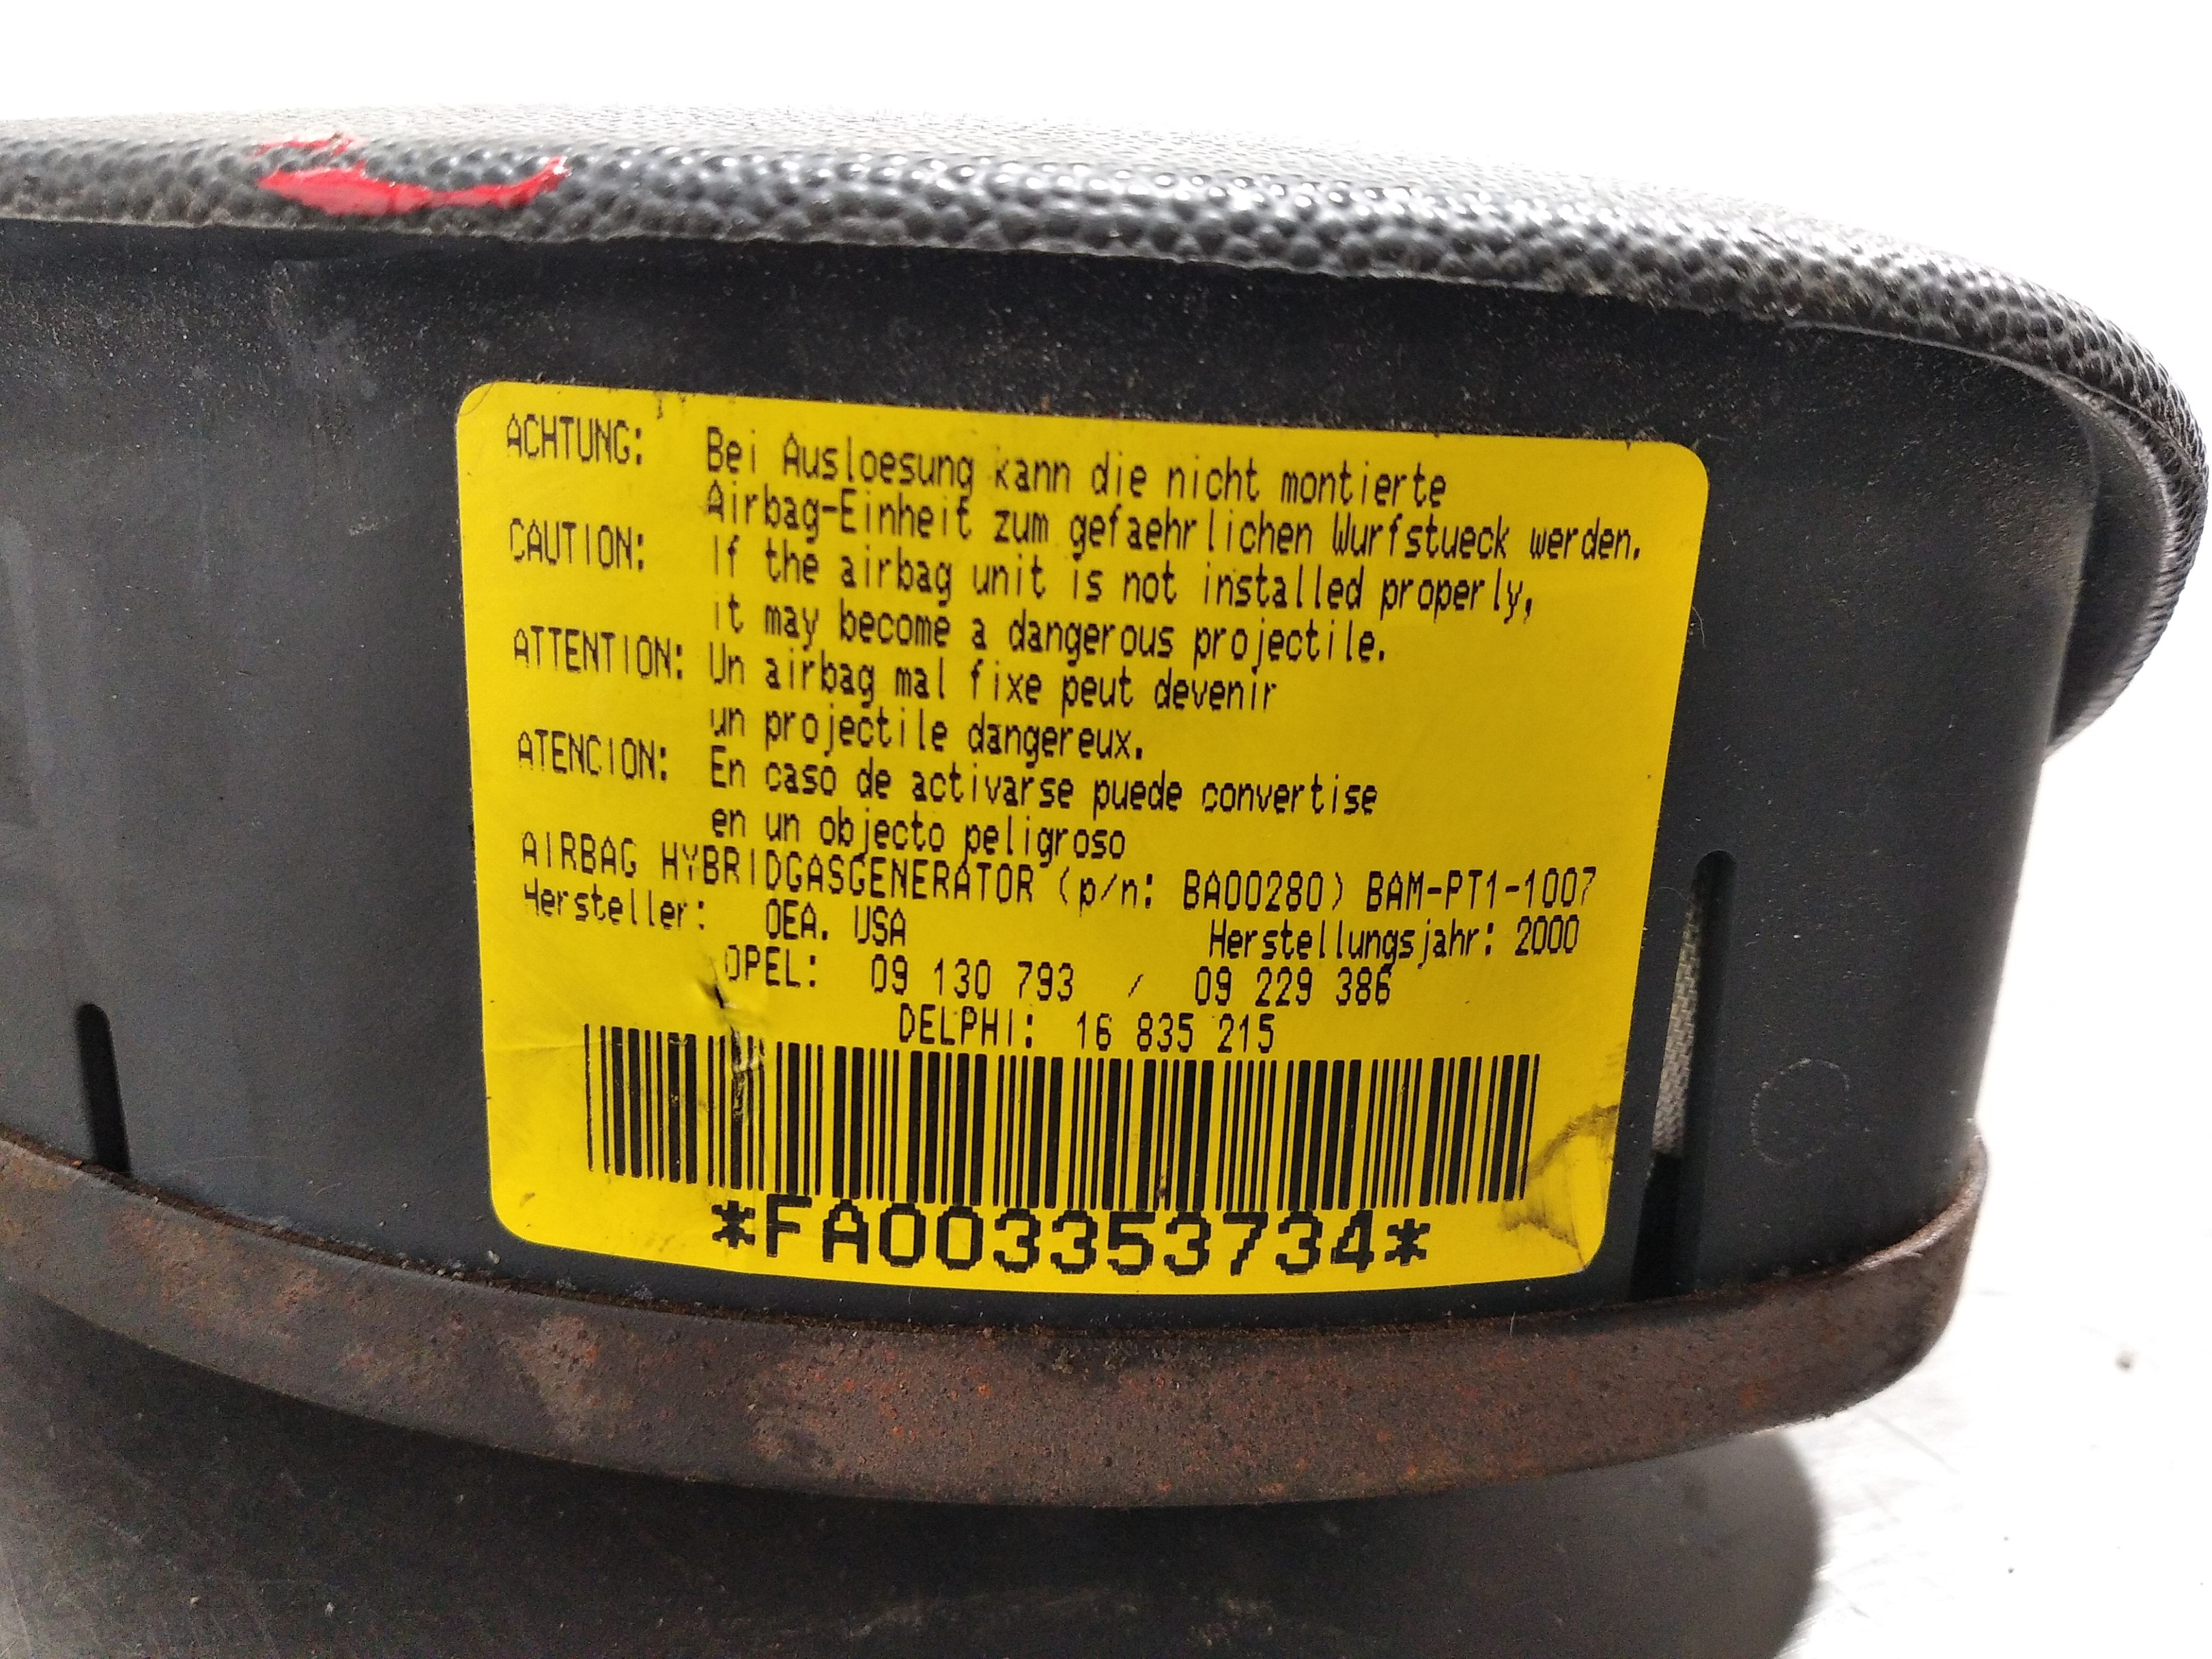 ACHTUNG: Bei Ausloesung kann die nicht montierte
Airbag-Einheit zum gefaehrlichen Wurfstueck werden.
CAUTION: If the airbag unit is not installed properly,
it may become a dangerous projectile.
ATTENTION: Un airbag mal fixe peut devenir
un projectile dangereux.
ATENCION: En caso de activarse puede convertise
en un objecto peligroso
AIRBAG HYBRIDGASGENERATOR (p/n: BA00280) BAM-PT1-1007
Hersteller: OEA. USA Herstellungsjahr: 2000
OPEL: 09 130 793 / 09 229 386
DELPHI: 16 835 215
*FA003353734*